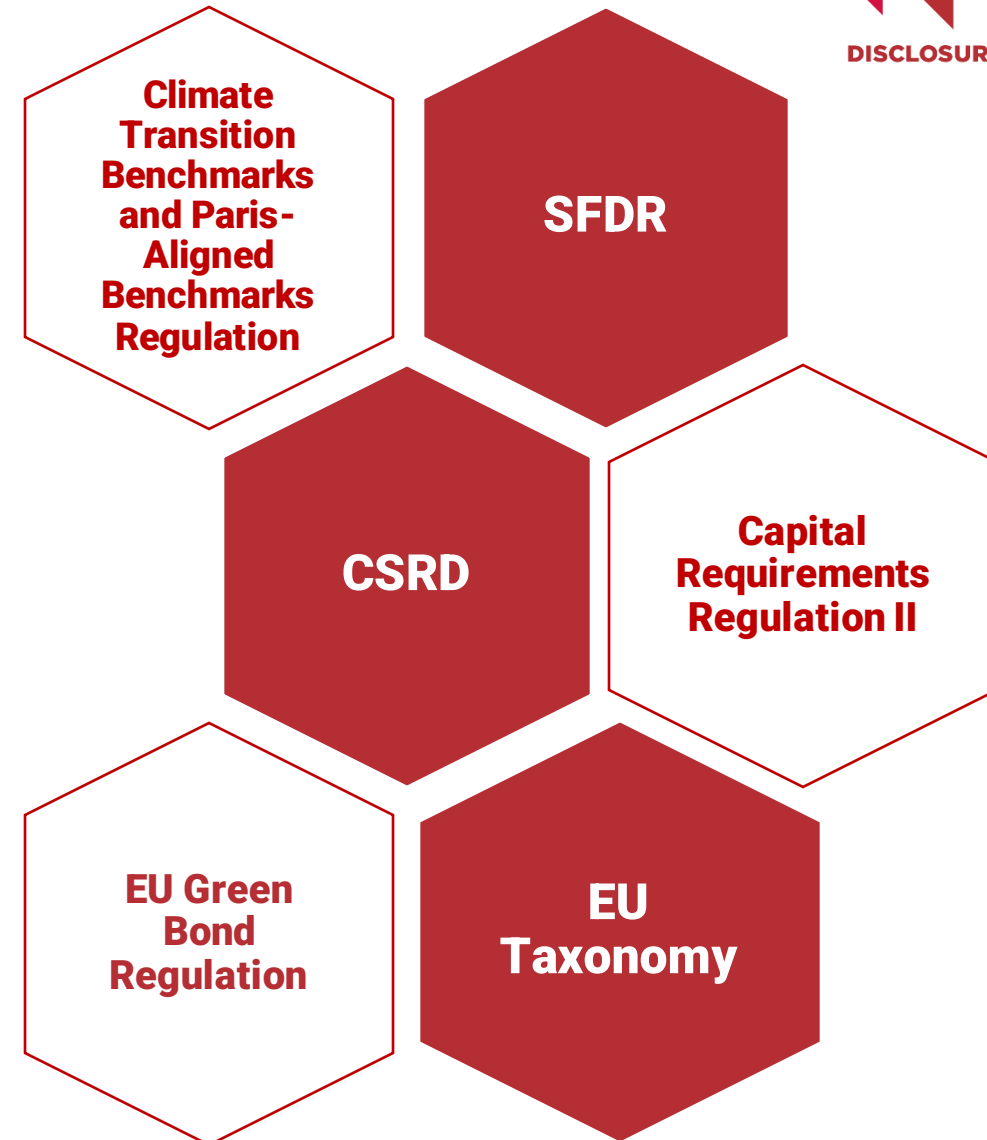 DISCLOSUR
Climate
Transition
Benchmarks
and Paris-
Aligned
Benchmarks
Regulation
SFDR
CSRD
Capital
Requirements
Regulation II
EU Green
Bond
Regulation
EU
Taxonomy